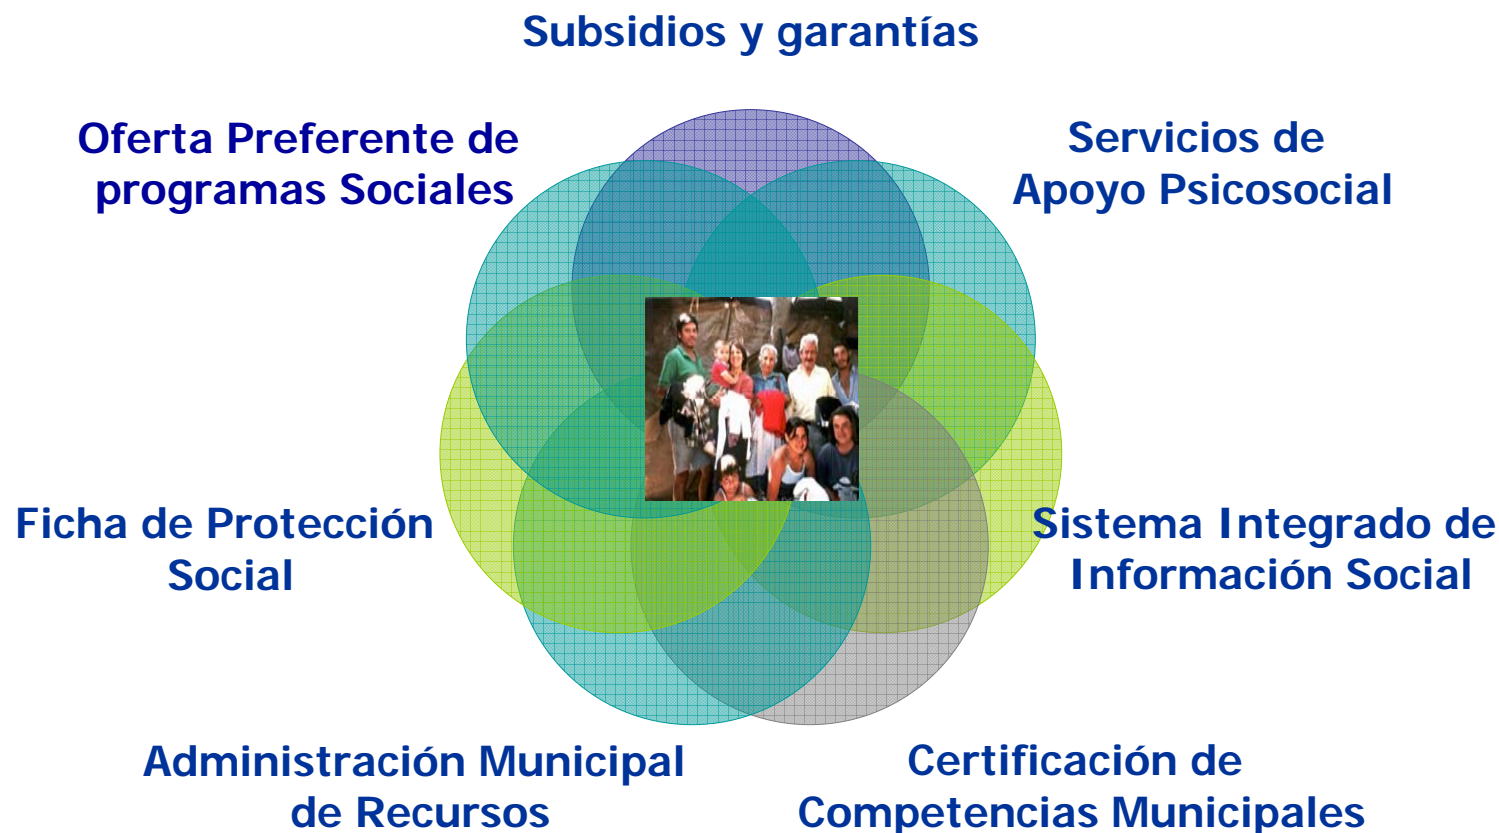 Subsidios y garantías
Oferta Preferente de
programas Sociales
Servicios de
Apoyo Psicosocial
Ficha de Protección
Social
Sistema Integrado de
Información Social
Administración Municipal
de Recursos
Certificación de
Competencias Municipales